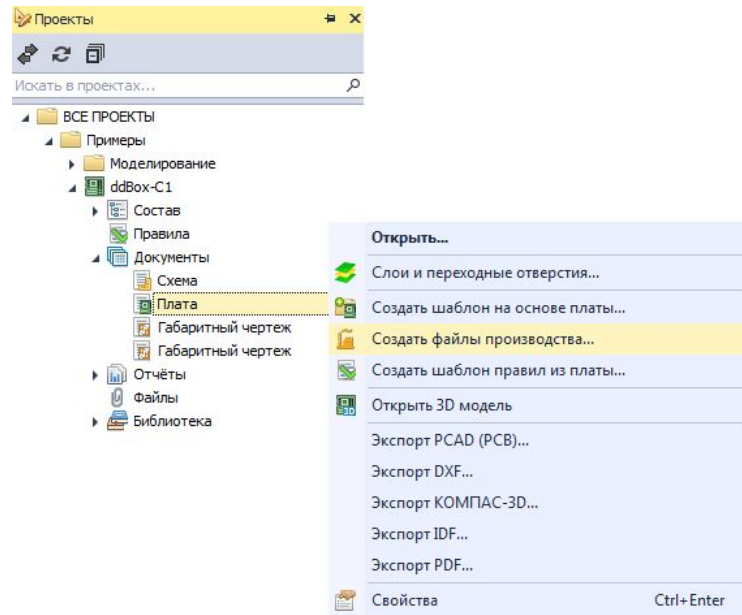 Проекты
Искать в проектах...
ВСЕ ПРОЕКТЫ
Примеры
Моделирование
ddBox-C1
Состав
Правила
Документы
Схема
Плата
Габаритный чертеж
Габаритный чертеж
Отчёты
Файлы
Библиотека
Открыть...
Слои и переходные отверстия...
Создать шаблон на основе платы...
Создать файлы производства...
Создать шаблон правил из платы...
3D
Открыть 3D модель
Экспорт PCAD (PCB)...
Экспорт DXF...
Экспорт КОМПАС-3D...
Экспорт IDF...
Экспорт PDF...
Свойства Ctrl+Enter